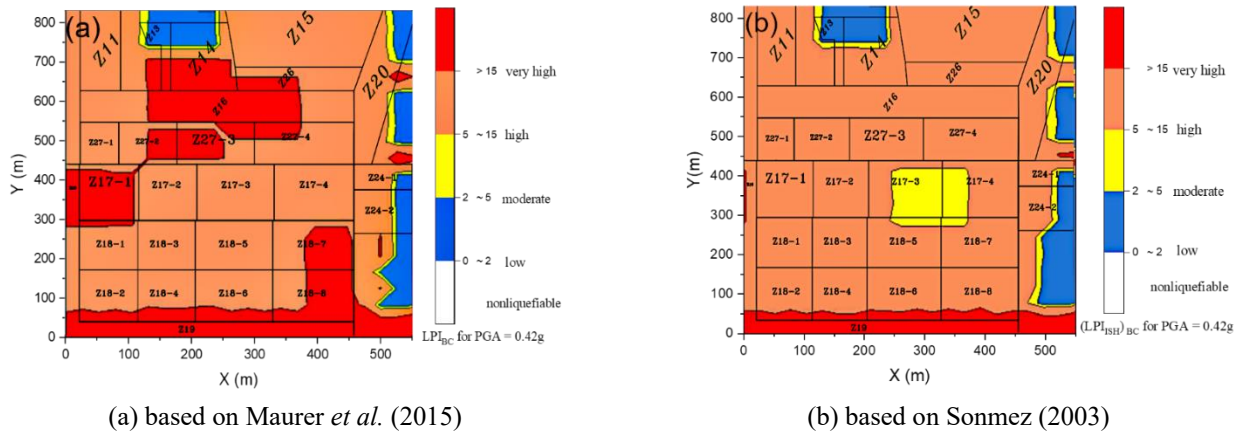 (a)
Z11
Z13
Z14
Z15
Z26
Z20
Z16
Z27-1
Z27-2
Z27-3
Z27-4
Z17-1
Z17-2
Z17-3
Z17-4
Z24-1
Z24-2
Z18-1
Z18-3
Z18-5
Z18-7
Z18-2
Z18-4
Z18-6
Z18-8
Z19
800
700
600
500
400
300
200
100
0
Y (m)
0 100 200 300 400 500
X (m)
> 15
very high
5 ~15
high
2 ~5
moderate
0 ~2
low
nonliquefiable
LPIBC for PGA = 0.42g
(a) based on Maurer et al. (2015)
(b)
Z11
Z13
Z14
Z15
Z26
Z20
Z16
Z27-1
Z27-2
Z27-3
Z27-4
Z17-1
Z17-2
Z17-3
Z17-4
Z24-1
Z24-2
Z18-1
Z18-3
Z18-5
Z18-7
Z18-2
Z18-4
Z18-6
Z18-8
Z19
800
700
600
500
400
300
200
100
0
Y (m)
0 100 200 300 400 500
X (m)
> 15
very high
5 ~15
high
2 ~5
moderate
0 ~2
low
nonliquefiable
(LPIISH) BC for PGA = 0.42g
(b) based on Sonmez (2003)